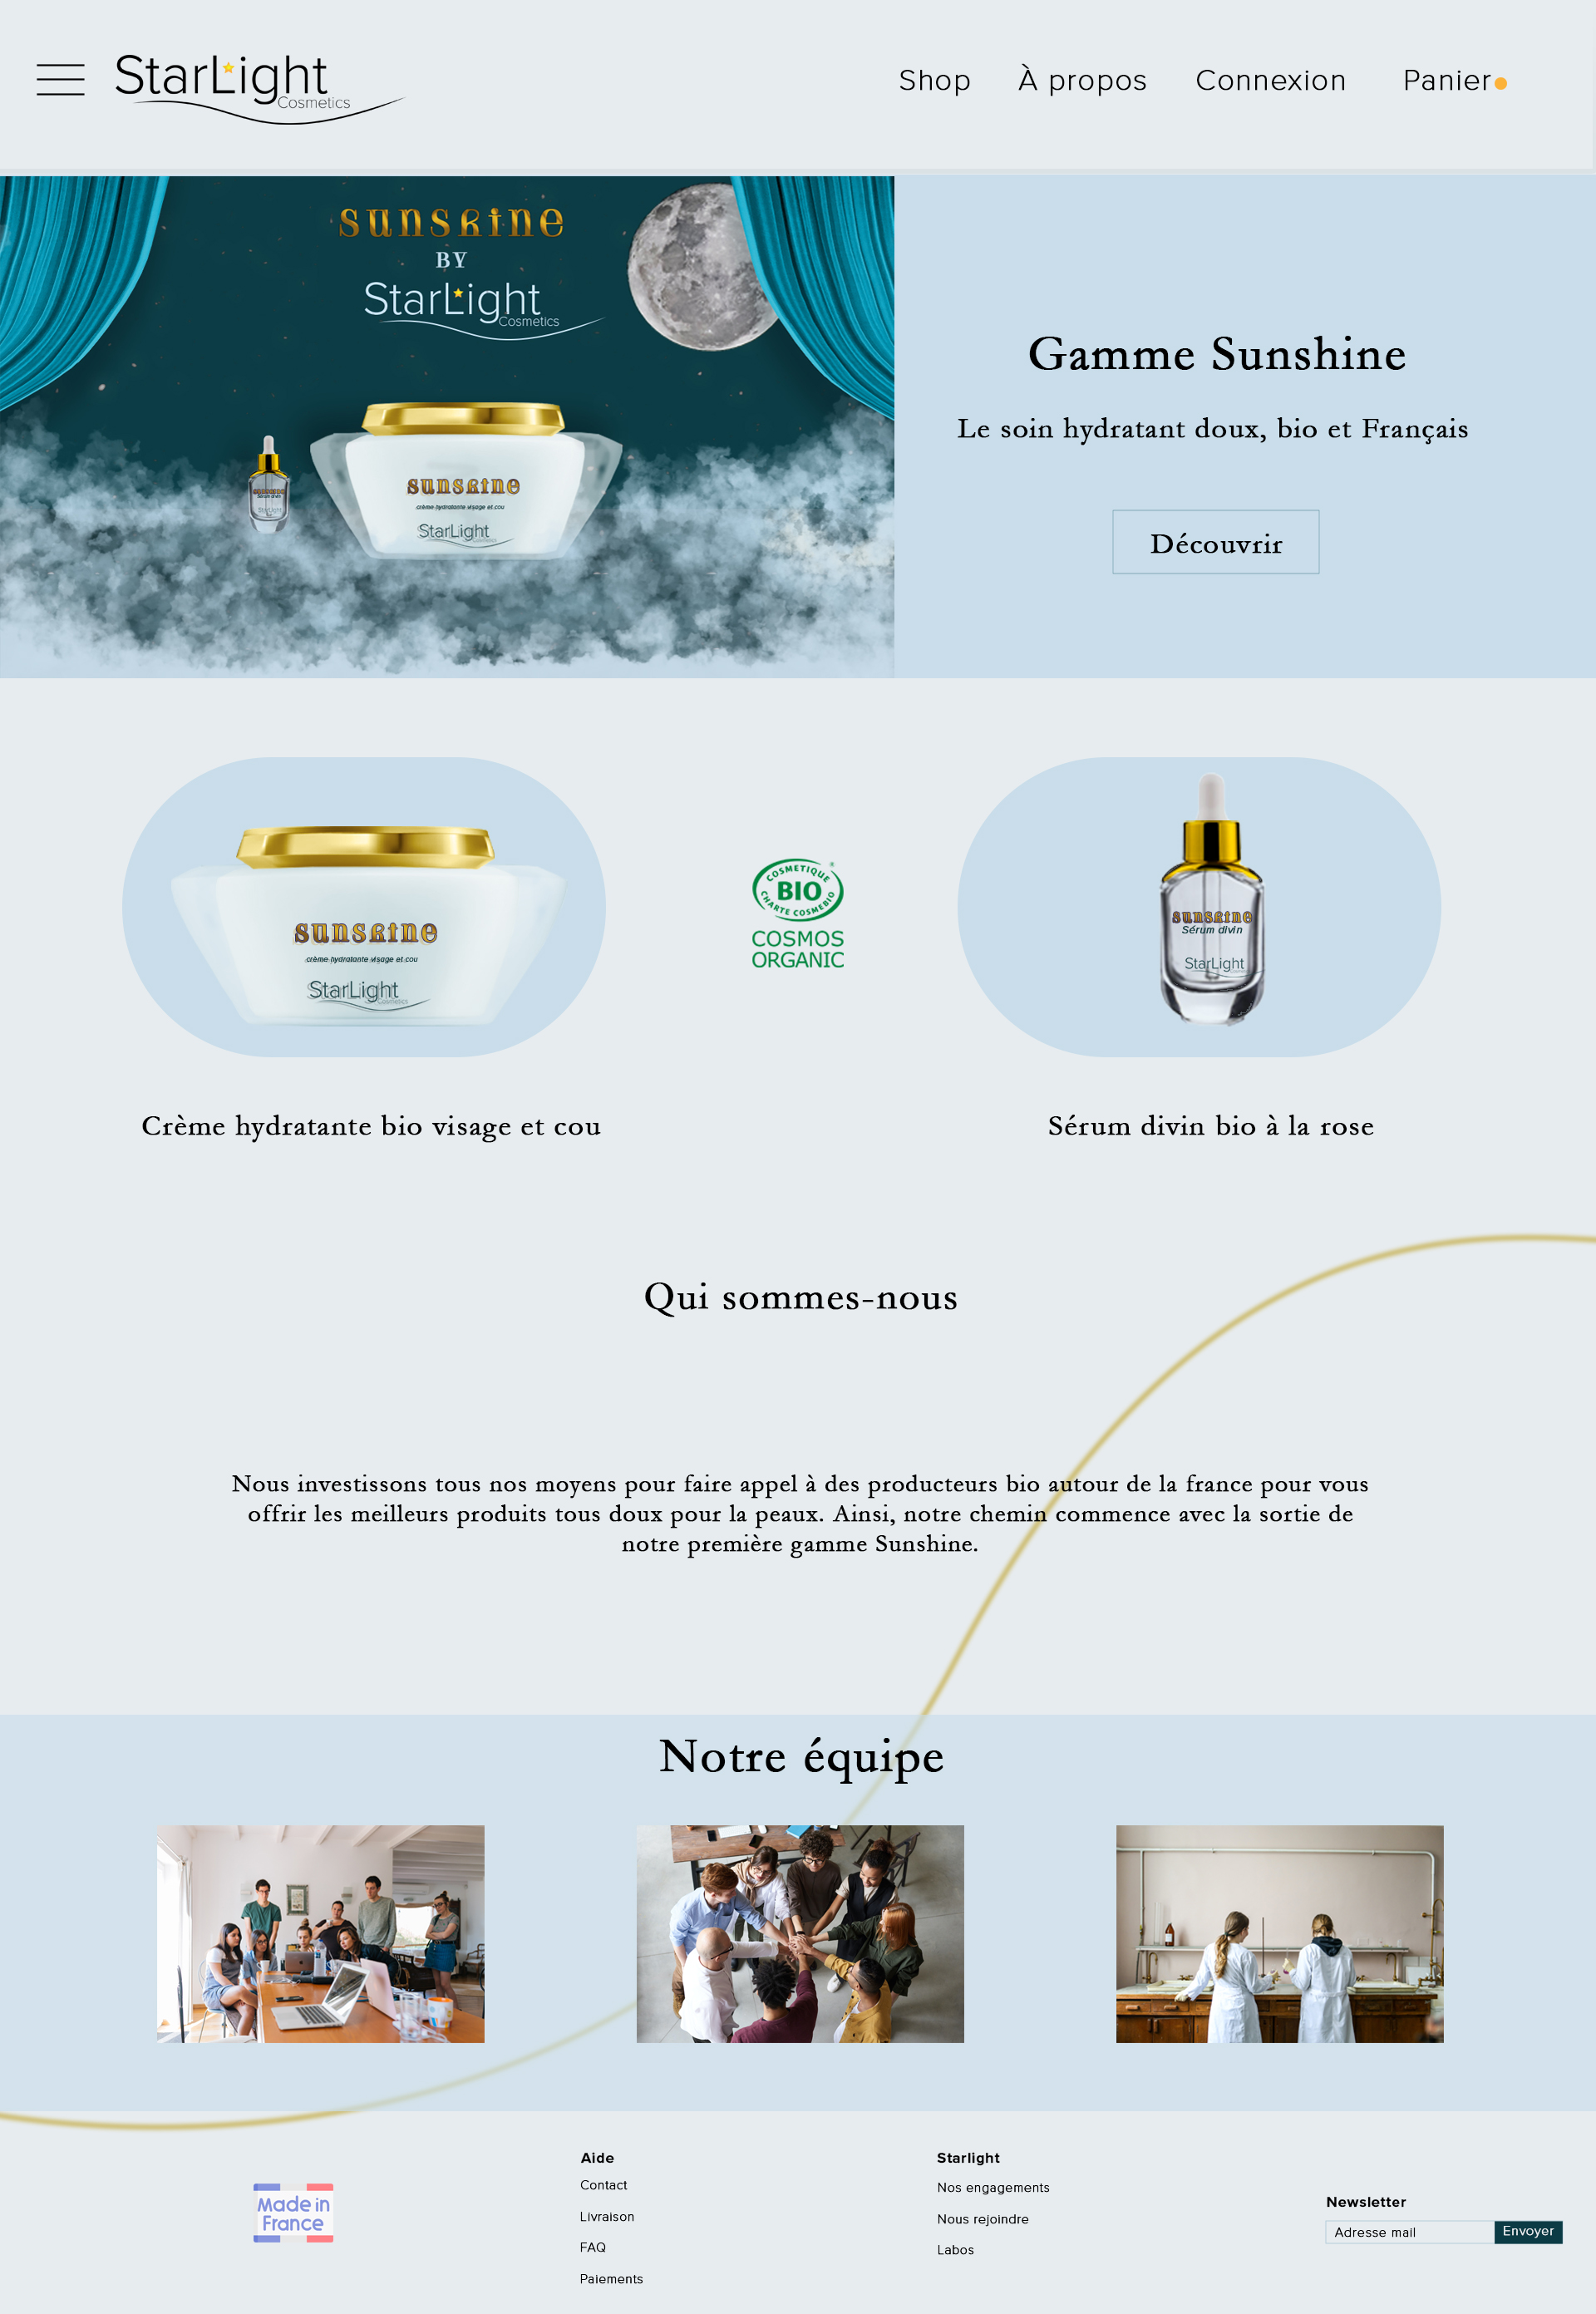 StarLight
Cosmetics
Shop À propos Connexion Panier
sunshine
BY
StarLight
Cosmetics
sunshine
Sérum divin
StarLight
sunshine
crème hydratante visage et cou
StarLight
Cosmetics
Gamme Sunshine
Le soin hydratant doux, bio et Français
Découvrir
sunshine
crème hydratante visage et cou
StarLight
Cosmetics
COSMETIQUE
BIO
CHARTE COSMEBIO
®
COSMOS
ORGANIC
sunshine
Sérum divin
StarLight
Crème hydratante bio visage et cou
Sérum divin bio à la rose
Qui sommes-nous
Nous investissons tous nos moyens pour faire appel à des producteurs bio autour de la france pour vous
offrir les meilleurs produits tous doux pour la peaux. Ainsi, notre chemin commence avec la sortie de
notre première gamme Sunshine.
Notre équipe
Made in
France
Aide
Contact
Livraison
FAQ
Paiements
Starlight
Nos engagements
Nous rejoindre
Labos
Newsletter
Adresse mail Envoyer